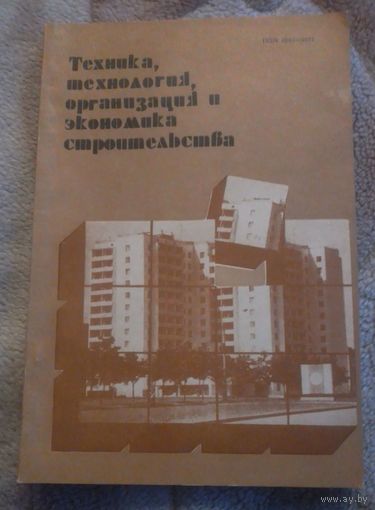 Техника,
технология,
организация и
экономика
строительства
www.ay.by